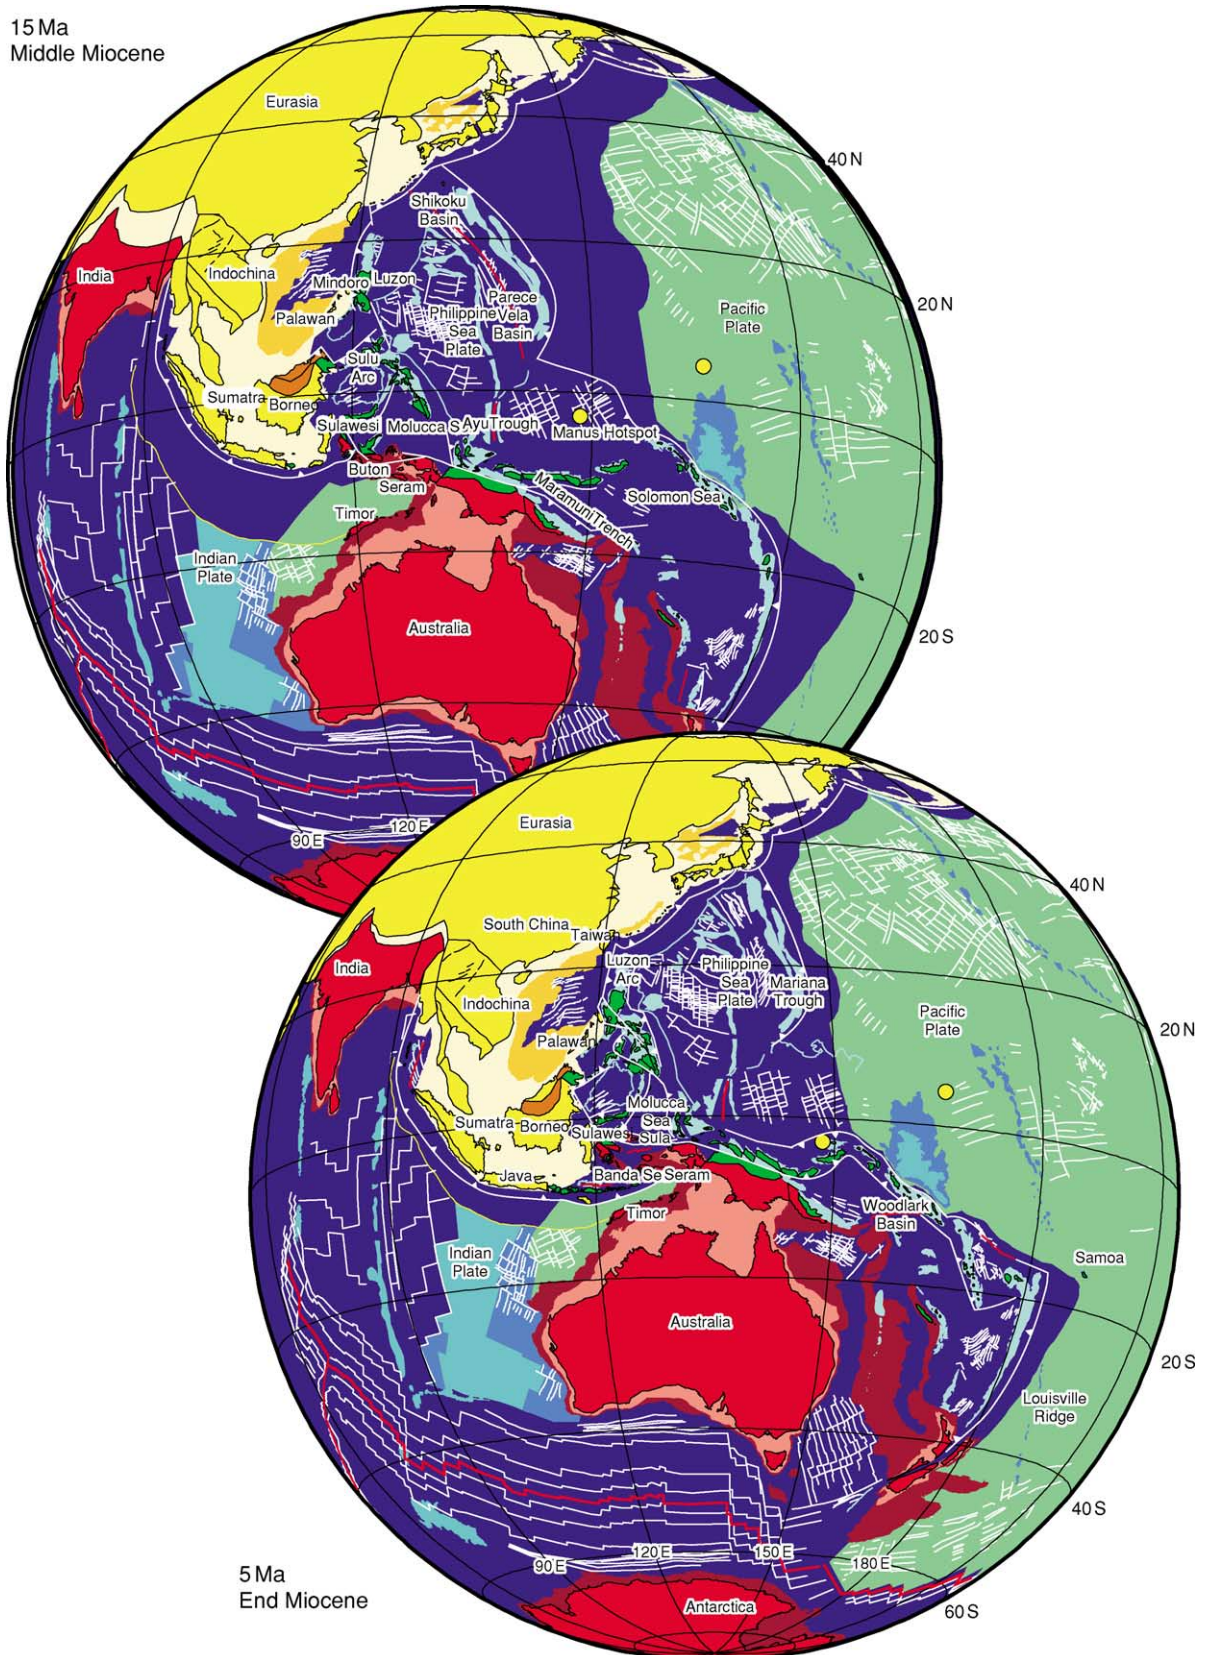 15 Ma
Middle Miocene
Eurasia
40 N
Shikoku
Basin
India
Indochina
Mindoro
Luzon
Parece
Vela
Basin
20 N
Palawan
Philippine
Sea
Plate
Pacific
Plate
Sulu
Arc
Sumatra
Borneo
Sulawesi
Molucca S
Ayu Trough
Manus Hotspot
Buton
Seram
Maramuni Trench
Solomon Sea
Timor
Indian
Plate
Australia
20 S
90 E
120 E
Eurasia
40 N
South China
Taiwan
India
Luzon
Arc
Philippine
Sea
Plate
Mariana
Trough
Indochina
Pacific
Plate
20 N
Palawan
Molucca
Sea
Sula
Sumatra
Borneo
Sulawes
Java
Banda Se
Seram
Timor
Woodlark
Basin
Indian
Plate
Samoa
Australia
20 S
Louisville
Ridge
40 S
90 E
120 E
150 E
180 E
60 S
Antarctica
5 Ma
End Miocene